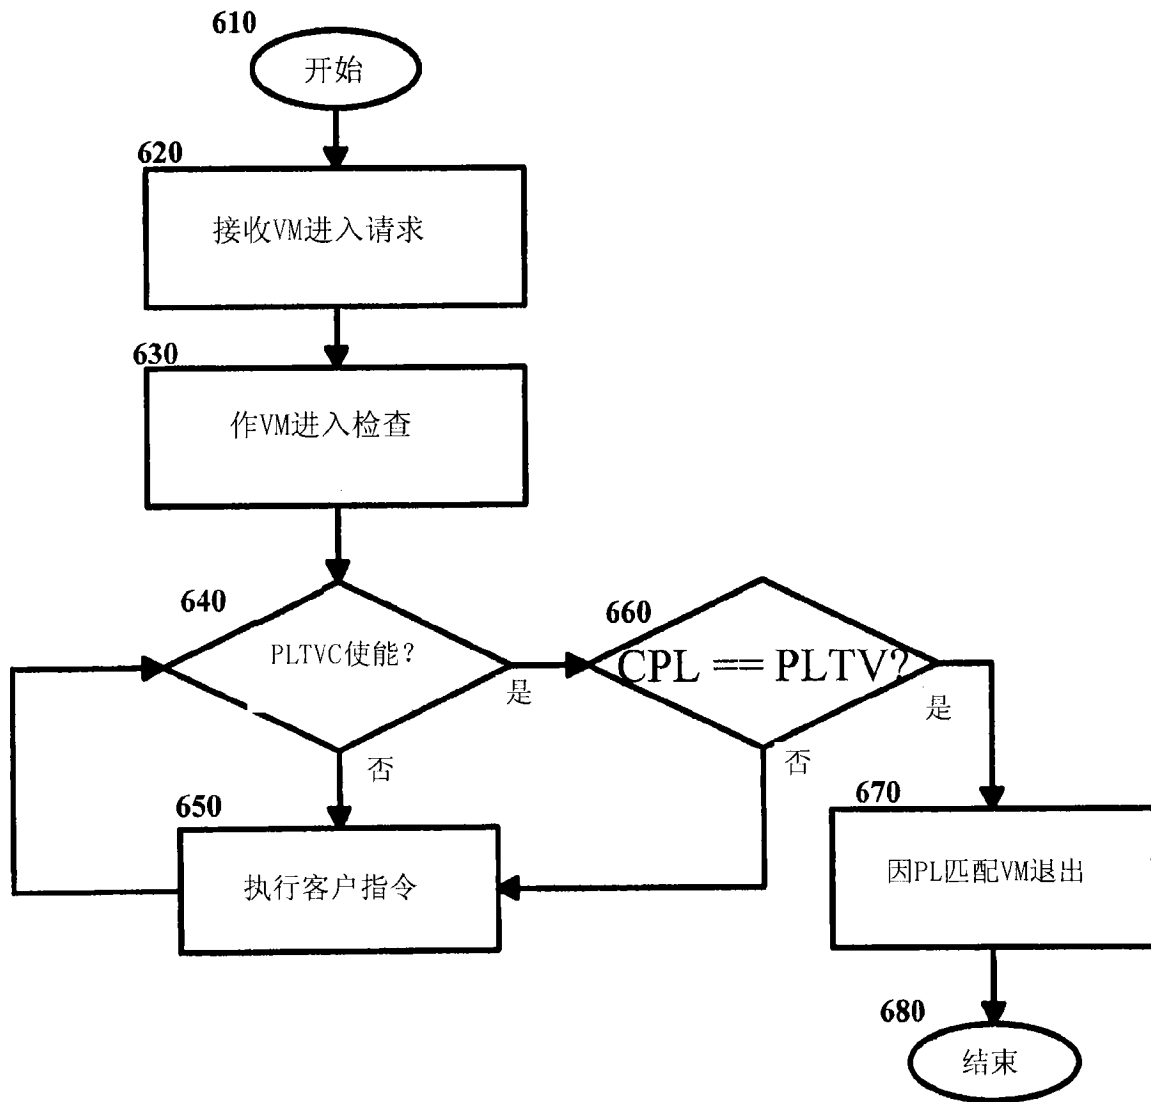 610
开始
620
接收VM进入请求
630
作VM进入检查
640
PLTVC使能?
是
660
CPL == PLTV?
是
否
否
650
执行客户指令
670
因PL匹配VM退出
680
结束